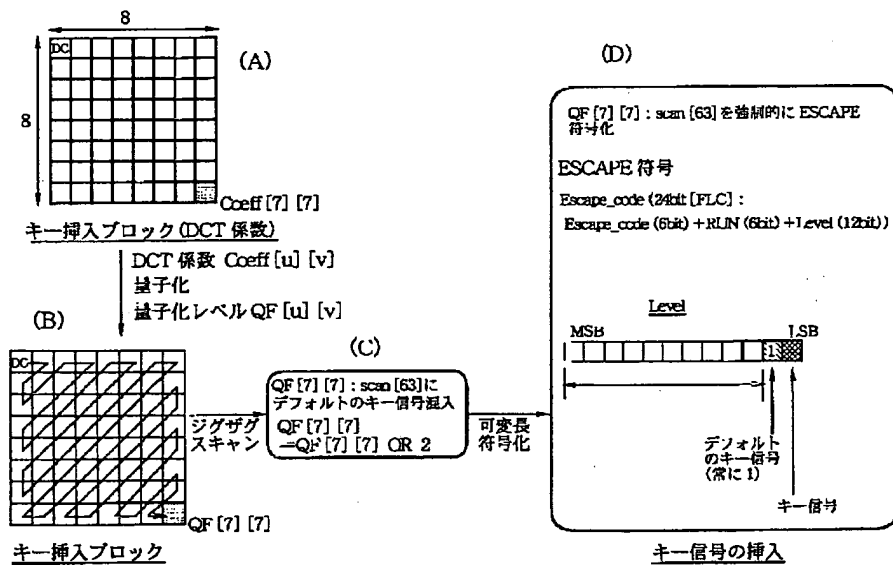 8
(A)
DC
8
Coeff [7] [7]
キー挿入ブロック (DCT 係数)
DCT 係数 Coeff [u] [v]
量子化
量子化レベル QF [u] [v]
(B)
DC
QF [7] [7]
キー挿入ブロック
ジグザグ
スキャン
(C)
QF [7] [7] : scan [63] に
デフォルトのキー信号混入
QF [7] [7]
=QF [7] [7] OR 2
可変長
符号化
(D)
QF [7] [7] : scan [63] を強制的に ESCAPE
符号化
ESCAPE 符号
Escape_code (24bit [FLC] :
Escape_code (6bit) +RUN (6bit) +Level (12bit))
Level
MSB
LSB
1
デフォルト
のキー信号
(常に 1)
キー信号
キー信号の挿入